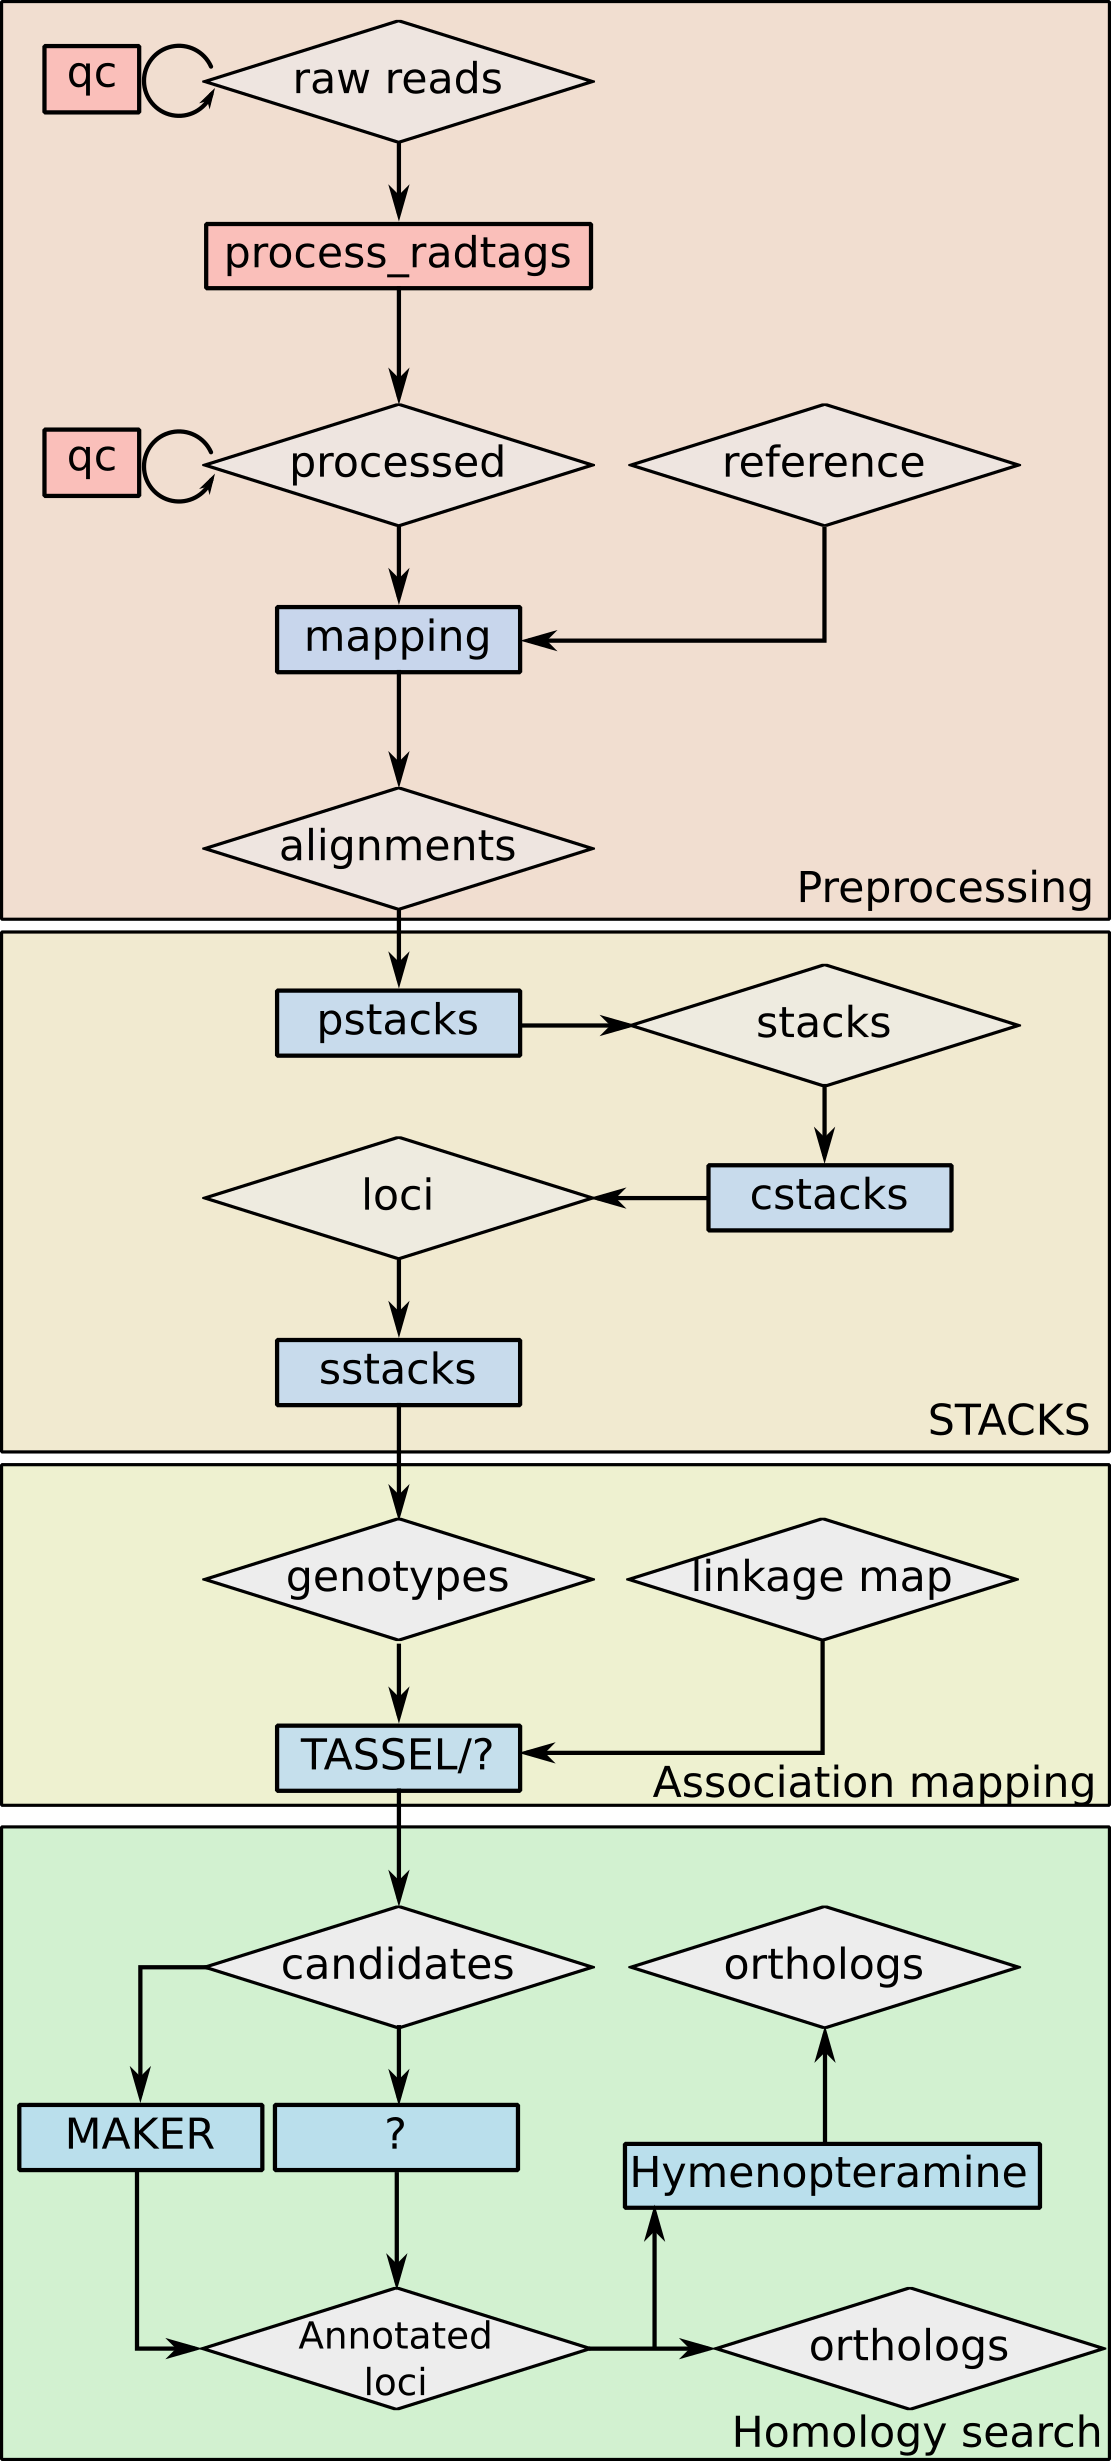 qc
raw reads
process_radtags
qc
processed
reference
mapping
alignments
Preprocessing
pstacks
stacks
loci
cstacks
sstacks
STACKS
genotypes
linkage map
TASSEL/?
Association mapping
candidates
orthologs
MAKER
?
Hymenopteramine
Annotated
loci
orthologs
Homology search